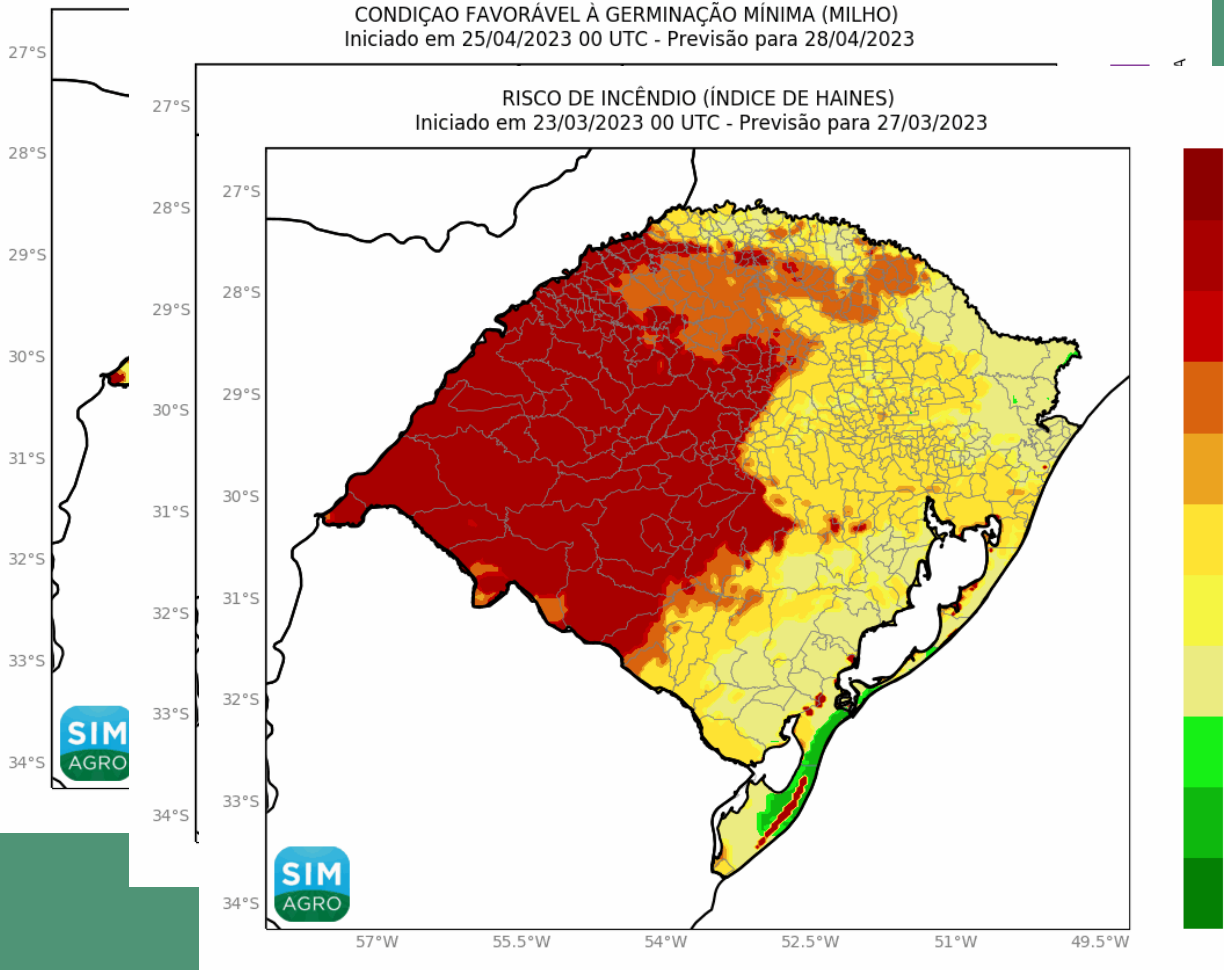 CONDIÇAO FAVORÁVEL À GERMINAÇÃO MÍNIMA (MILHO)
Iniciado em 25/04/2023 00 UTC - Previsão para 28/04/2023
27°S
28°S
29°S
30°S
31°S
32°S
33°S
34°S
SIM
AGRO
27°S
28°S
29°S
30°S
31°S
32°S
33°S
34°S
RISCO DE INCÊNDIO (ÍNDICE DE HAINES)
Iniciado em 23/03/2023 00 UTC - Previsão para 27/03/2023
27°S
28°S
29°S
30°S
31°S
32°S
33°S
34°S
SIM
AGRO
57°W 55.5°W 54°W 52.5°W 51°W 49.5°W